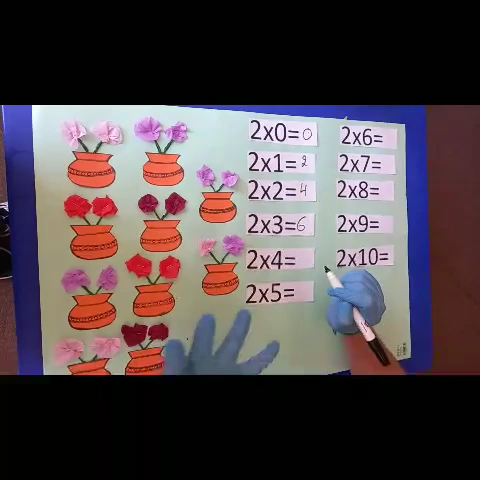 2x0=0
2x1=2
2x2=4
2x3=6
2x4=
2x5=
2x6=
2x7=
2x8=
2x9=
2x10=